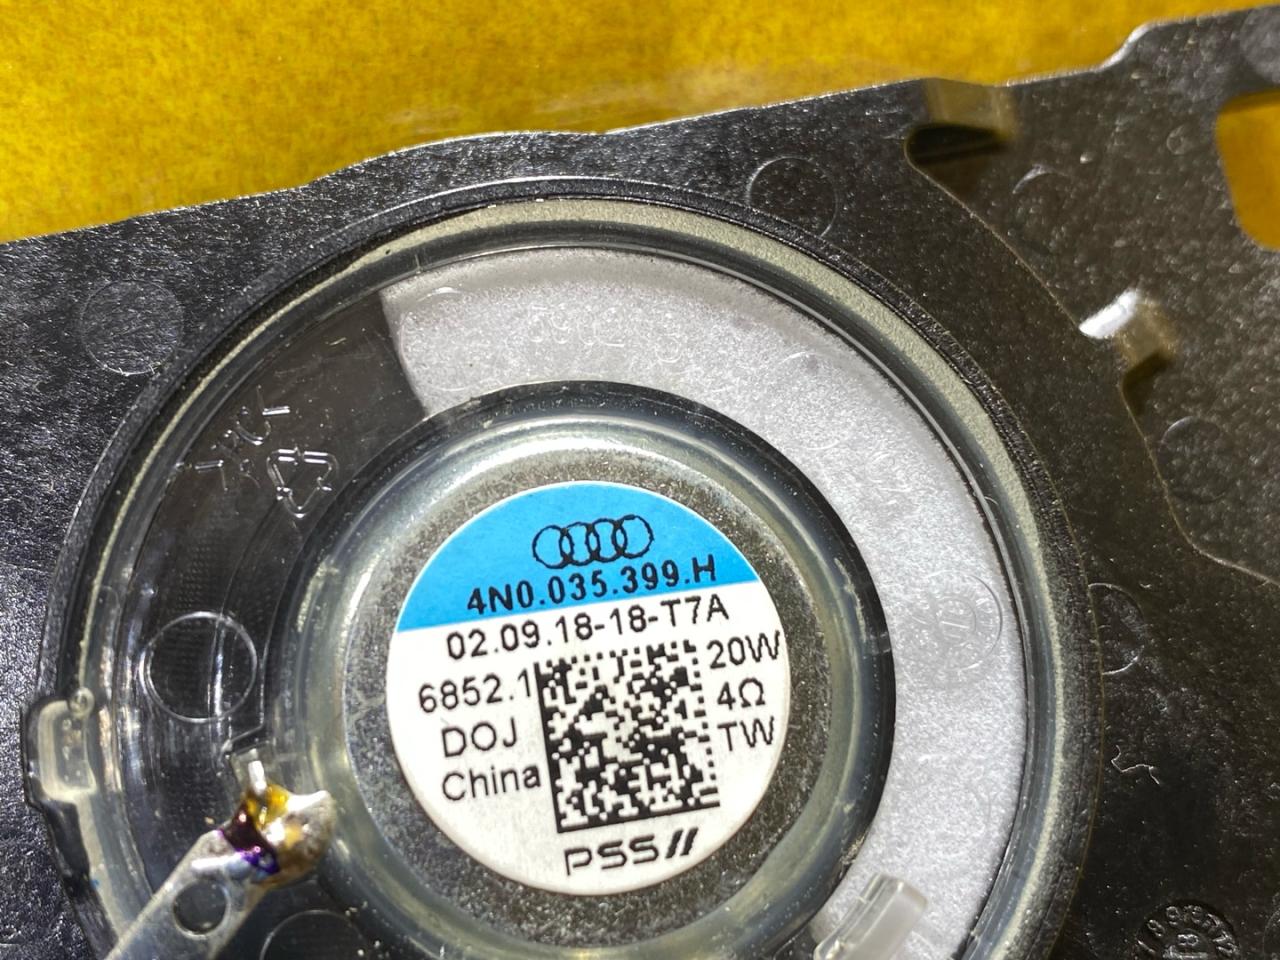 4N0.035.399.H
02.09.18-18-T7A
6852.1
20W
DOJ
4Ω
China
TW
PSS//